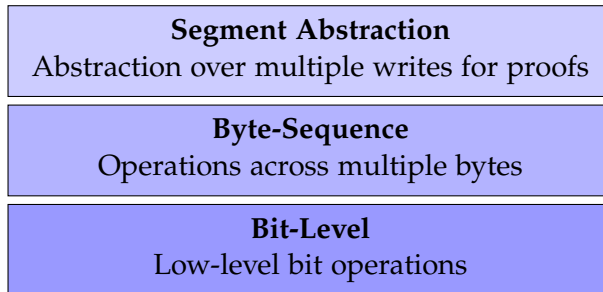 Segment Abstraction
Abstraction over multiple writes for proofs
Byte-Sequence
Operations across multiple bytes
Bit-Level
Low-level bit operations